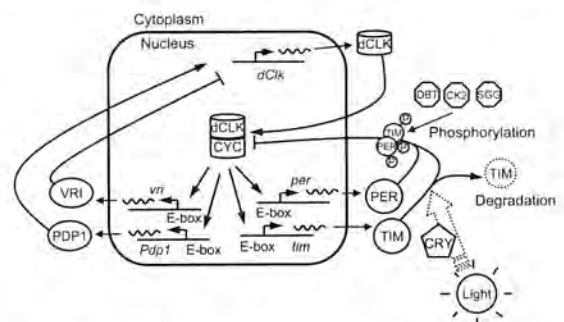 Cytoplasm
Nucleus
dClk
dCLK
DBT CK2 SGG
Phosphorylation
dCLK
CYC
P
TIM
P
PER
P
P
TIM
Degradation
vri
E-box
per
E-box
PER
VRI
Pdp1 E-box
E-box tim
TIM
PDP1
CRY
Light